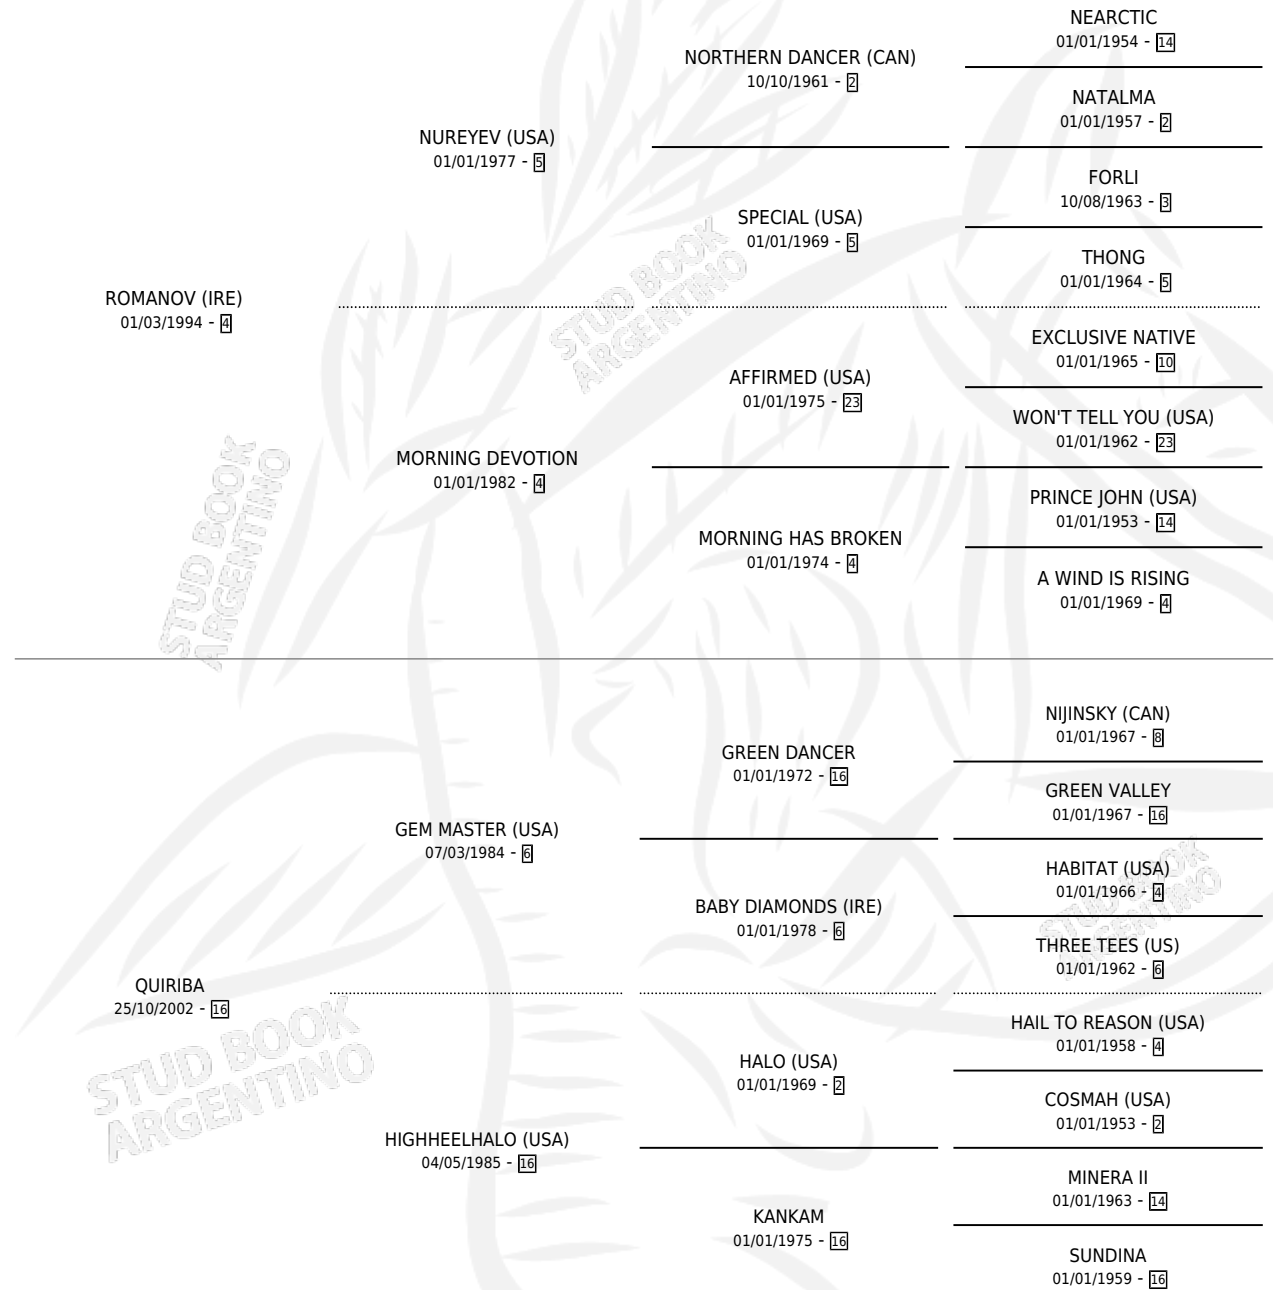 NEARCTIC
01/01/1954 - 14
NORTHERN DANCER (CAN)
10/10/1961 - 2
NATALMA
01/01/1957 - 2
NUREYEV (USA)
01/01/1977 - 5
FORLI
10/08/1963 - 3
SPECIAL (USA)
01/01/1969 - 5
THONG
01/01/1964 - 5
ROMANOV (IRE)
01/03/1994 - 4
STUD BOOK
ARGENTINO
EXCLUSIVE NATIVE
01/01/1965 - 10
AFFIRMED (USA)
01/01/1975 - 23
WON'T TELL YOU (USA)
01/01/1962 - 23
MORNING DEVOTION
01/01/1982 - 4
PRINCE JOHN (USA)
01/01/1953 - 14
MORNING HAS BROKEN
01/01/1974 - 4
A WIND IS RISING
01/01/1969 - 4
STUD BOOK
ARGENTINO
NIJINSKY (CAN)
01/01/1967 - 8
GREEN DANCER
01/01/1972 - 16
GREEN VALLEY
01/01/1967 - 16
GEM MASTER (USA)
07/03/1984 - 6
HABITAT (USA)
01/01/1966 - 4
BABY DIAMONDS (IRE)
01/01/1978 - 6
THREE TEES (US)
01/01/1962 - 6
STUD BOOK
ARGENTINO
QUIRIBA
25/10/2002 - 16
HAIL TO REASON (USA)
01/01/1958 - 4
HALO (USA)
01/01/1969 - 2
COSMAH (USA)
01/01/1953 - 2
STUD BOOK
ARGENTINO
HIGHHEELHALO (USA)
04/05/1985 - 16
MINERA II
01/01/1963 - 14
KANKAM
01/01/1975 - 16
SUNDINA
01/01/1959 - 16